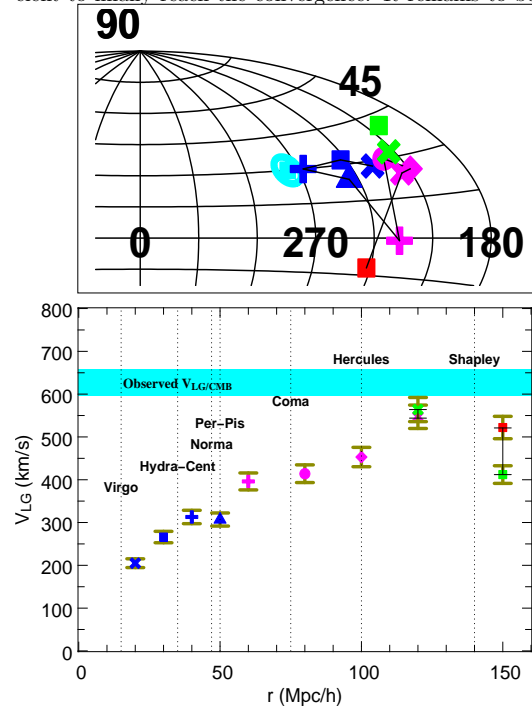 90
45
0 270 180
800
700
600
500
400
300
200
100
0
V_LG (km/s)
Observed V_LG/CMB
Hercules
Shapley
Coma
Per-Pis
Norma
Hydra-Cent
Virgo
0 50 100 150
r (Mpc/h)